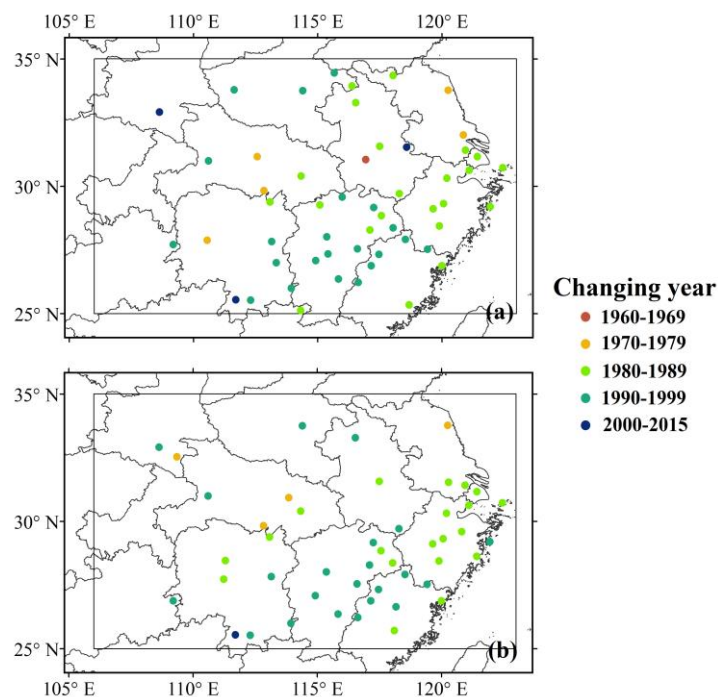 105° E 110° E 115° E 120° E
35° N
30° N
25° N
(a)
Changing year
1960-1969
1970-1979
1980-1989
1990-1999
2000-2015
35° N
30° N
25° N
(b)
105° E 110° E 115° E 120° E